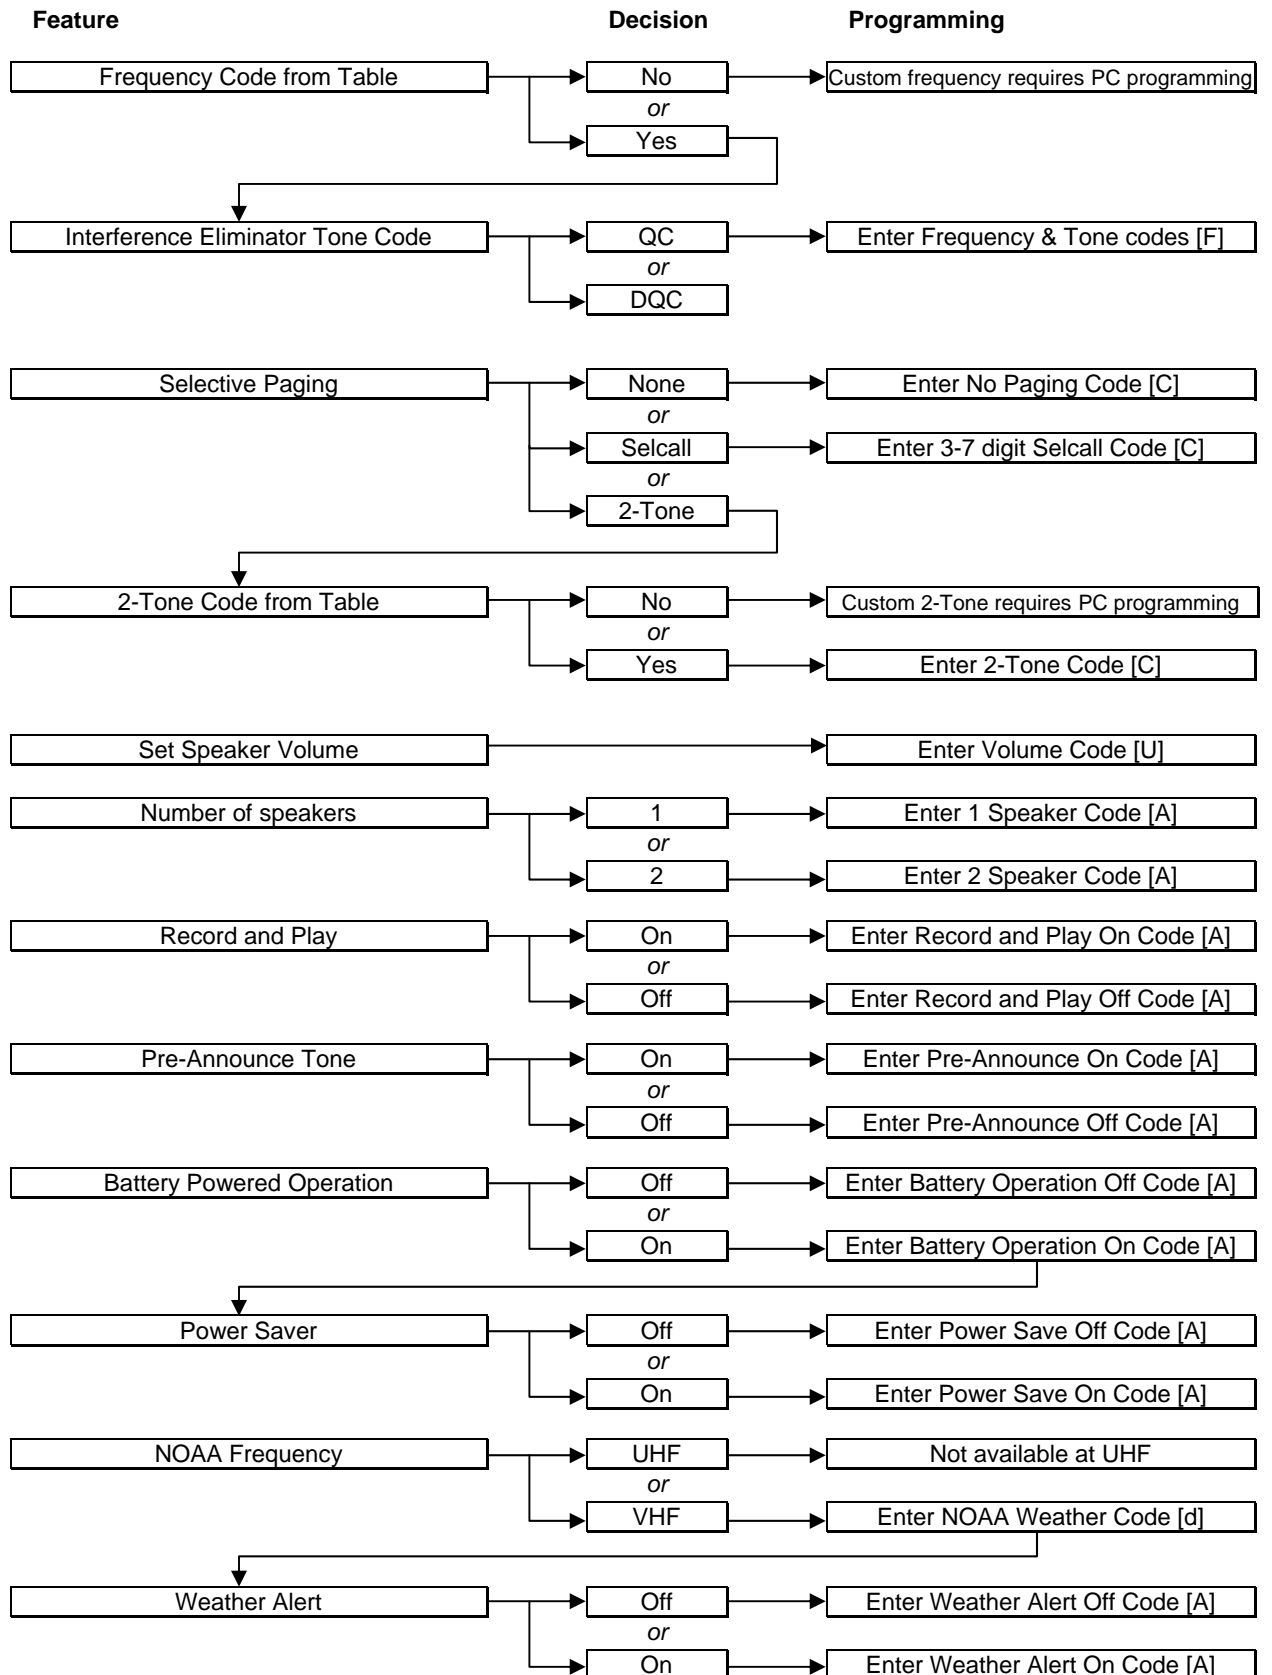 Feature Decision Programming
Frequency Code from Table No Custom frequency requires PC programming
or
Yes
Interference Eliminator Tone Code QC Enter Frequency & Tone codes [F]
or
DQC
Selective Paging None Enter No Paging Code [C]
or
Selcall Enter 3-7 digit Selcall Code [C]
or
2-Tone
2-Tone Code from Table No Custom 2-Tone requires PC programming
or
Yes Enter 2-Tone Code [C]
Set Speaker Volume Enter Volume Code [U]
Number of speakers 1 Enter 1 Speaker Code [A]
or
2 Enter 2 Speaker Code [A]
Record and Play On Enter Record and Play On Code [A]
or
Off Enter Record and Play Off Code [A]
Pre-Announce Tone On Enter Pre-Announce On Code [A]
or
Off Enter Pre-Announce Off Code [A]
Battery Powered Operation Off Enter Battery Operation Off Code [A]
or
On Enter Battery Operation On Code [A]
Power Saver Off Enter Power Save Off Code [A]
or
On Enter Power Save On Code [A]
NOAA Frequency UHF Not available at UHF
or
VHF Enter NOAA Weather Code [d]
Weather Alert Off Enter Weather Alert Off Code [A]
or
On Enter Weather Alert On Code [A]